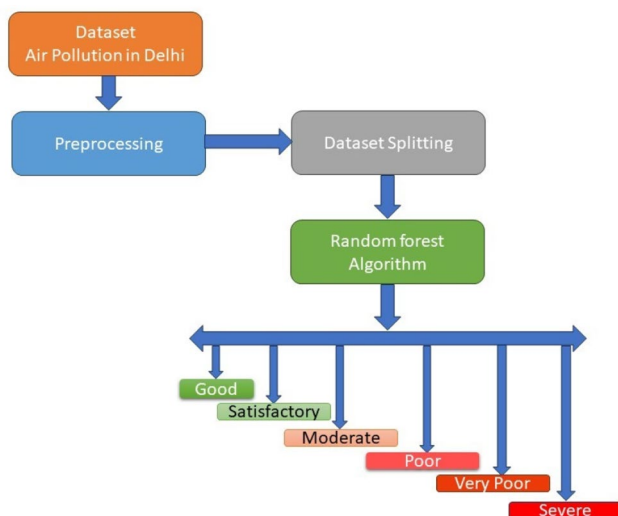 Dataset
Air Pollution in Delhi
Preprocessing
Dataset Splitting
Random forest
Algorithm
Good
Satisfactory
Moderate
Poor
Very Poor
Severe